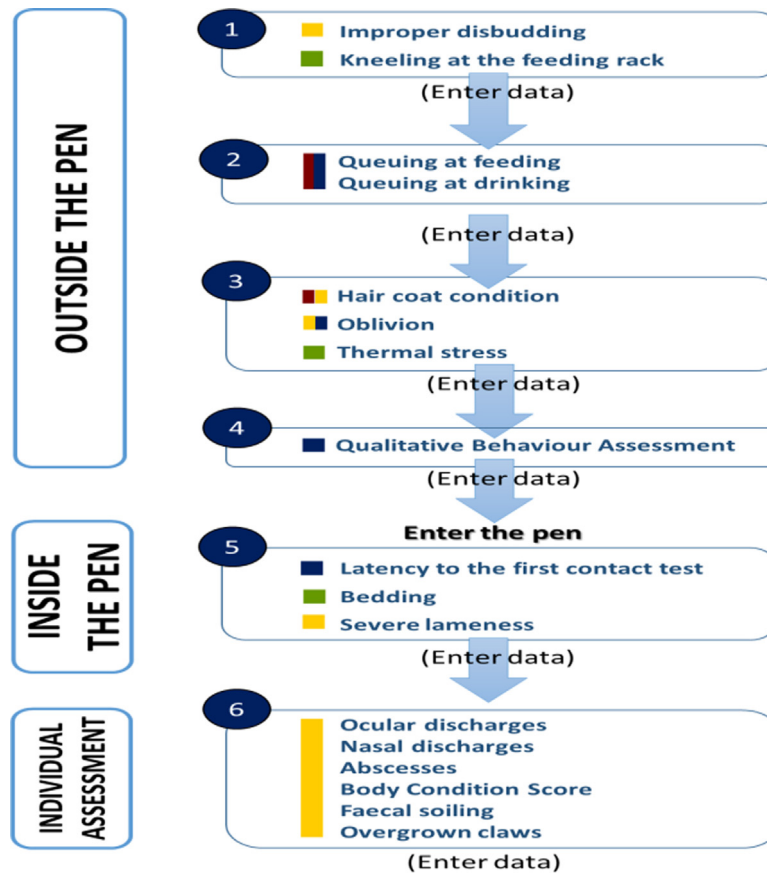 OUTSIDE THE PEN
1
Improper disbudding
Kneeling at the feeding rack
(Enter data)
2
Queuing at feeding
Queuing at drinking
(Enter data)
3
Hair coat condition
Oblivion
Thermal stress
(Enter data)
4
Qualitative Behaviour Assessment
(Enter data)
Enter the pen
INSIDE
THE PEN
5
Latency to the first contact test
Bedding
Severe lameness
(Enter data)
INDIVIDUAL
ASSESSMENT
6
Ocular discharges
Nasal discharges
Abscesses
Body Condition Score
Faecal soiling
Overgrown claws
(Enter data)